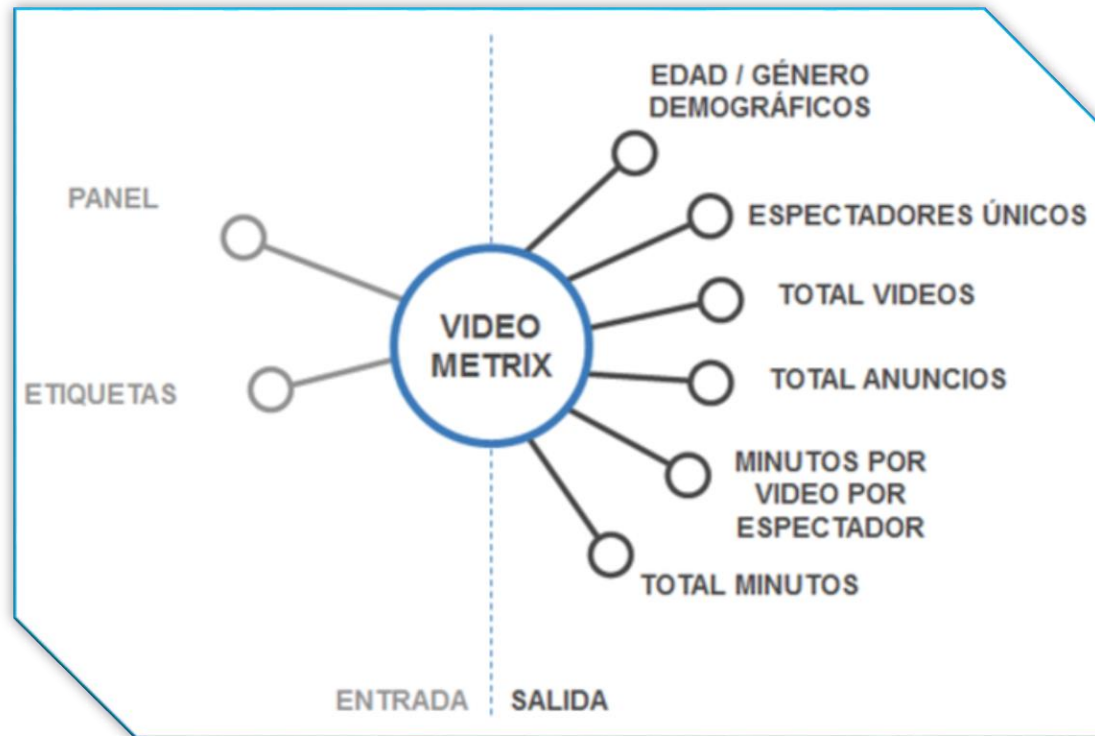 EDAD / GÉNERO
DEMOGRÁFICOS
PANEL
ESPECTADORES ÚNICOS
TOTAL VIDEOS
VIDEO
METRIX
ETIQUETAS
TOTAL ANUNCIOS
MINUTOS POR
VIDEO POR
ESPECTADOR
TOTAL MINUTOS
ENTRADA
SALIDA